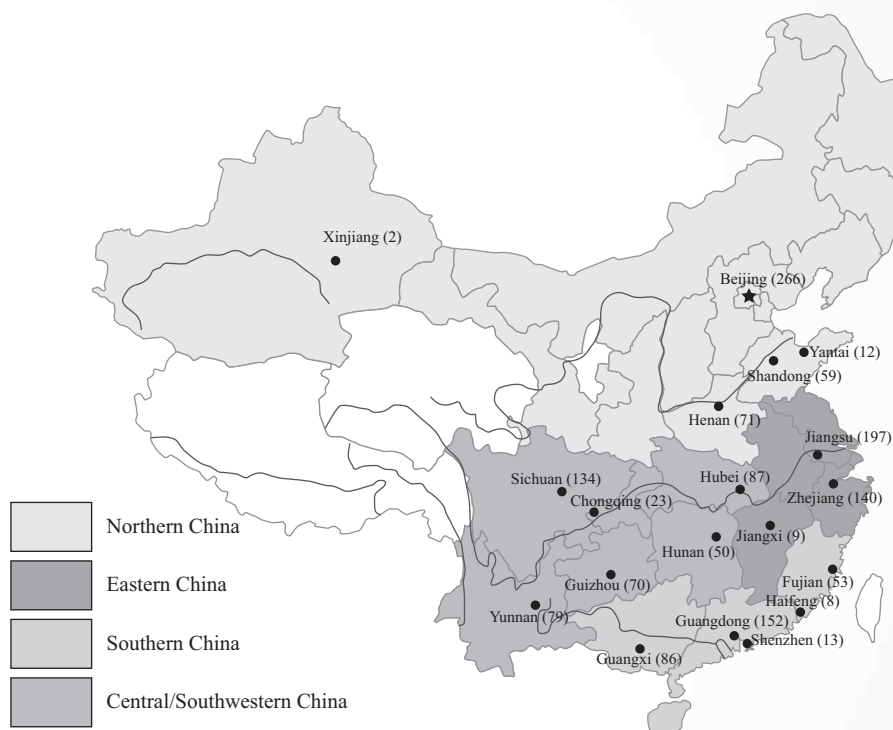 Xinjiang (2)
Beijing (266)
Yantai (12)
Shandong (59)
Henan (71)
Jiangsu (197)
Sichuan (134)
Hubei (87)
Chongqing (23)
Zhejiang (140)
Jiangxi (9)
Hunan (50)
Guizhou (70)
Fujian (53)
Haifeng (8)
Yunnan (79)
Guangdong (152)
Shenzhen (13)
Guangxi (86)
Northern China
Eastern China
Southern China
Central/Southwestern China